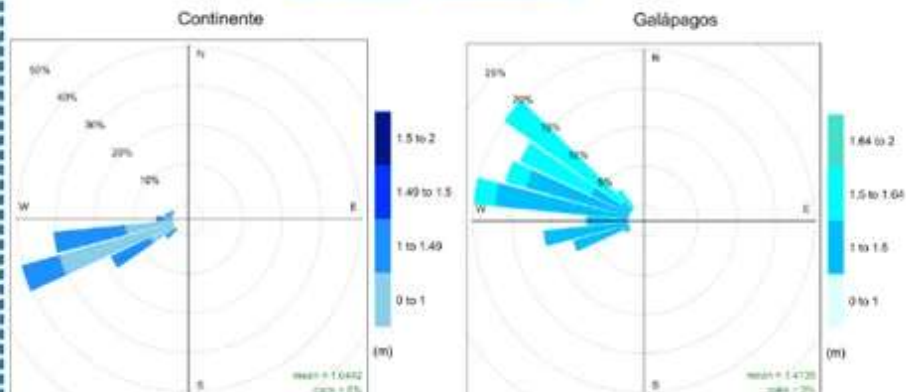 Continente
N
50%
40%
30%
20%
10%
W
E
S
1.5 to 2
1.49 to 1.5
1 to 1.49
0 to 1
(m)
Galápagos
N
25%
20%
15%
10%
5%
W
E
S
1.64 to 2
1.5 to 1.64
1 to 1.5
0 to 1
(m)